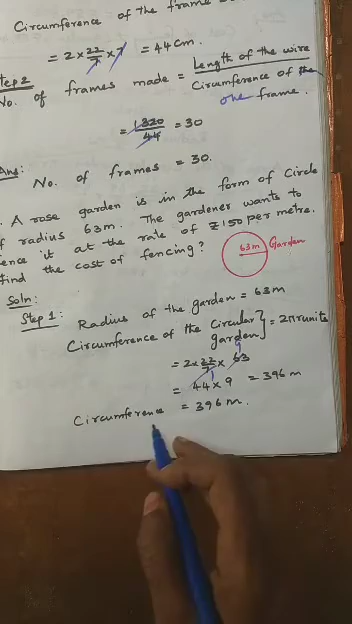 Circumference of the frame
= 2 × 22/7 × 7 = 44 cm.
Step 2
No. of frames made = Length of the wire / Circumference of the one frame.
= 1320/44 = 30
Ans:
No. of frames = 30.
A rose garden is in the form of circle
of radius 63m. The gardener wants to
fence it at the rate of ₹150 per metre.
find the cost of fencing?
63m Garden
Soln:
Step 1: Radius of the garden = 63m
Circumference of the Circular garden } = 2πr units
= 2 × 22/7 × 63 9
= 44 × 9 = 396 m
Circumference = 396 m.